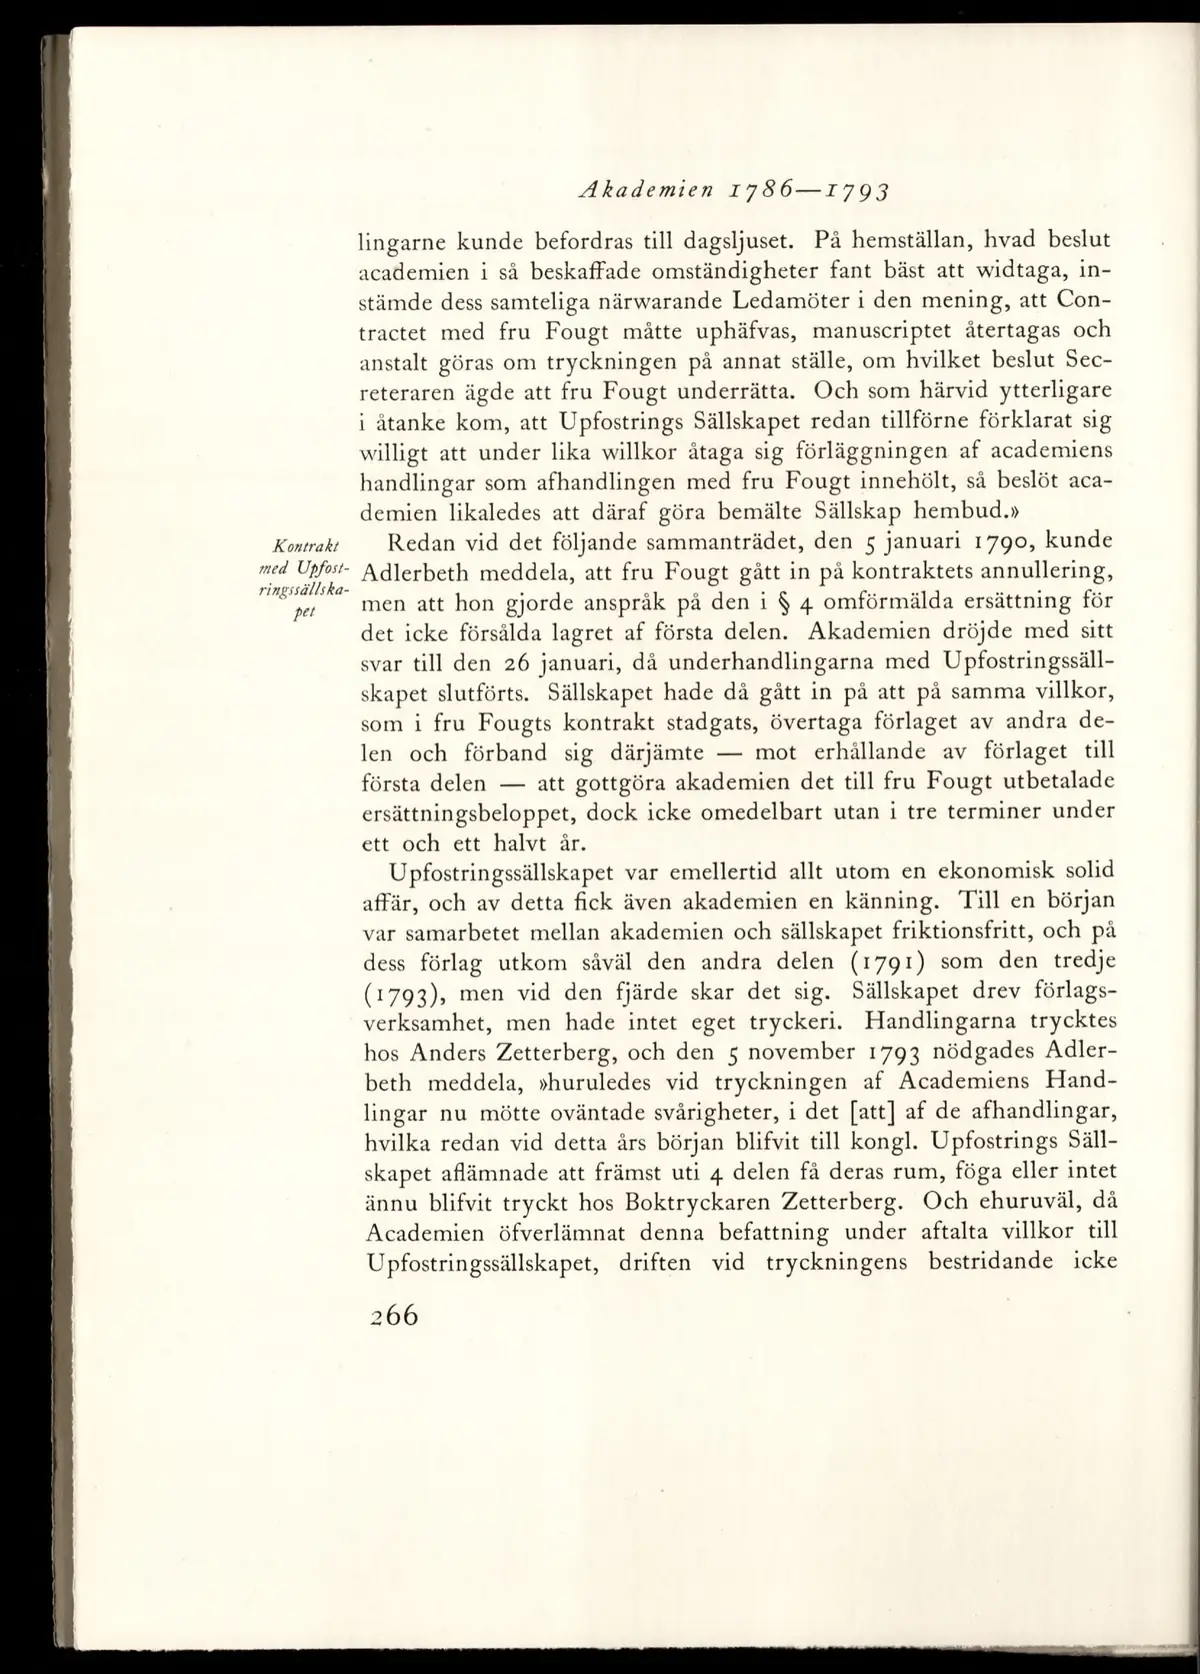 Akademien 1786—1793
lingarne kunde befordras till dagsljuset. På hemställan, hvad beslut
academien i så beskaffade omständigheter fant bäst att widtaga, in-
stämde dess samteliga närwarande Ledamöter i den mening, att Con-
tractet med fru Fougt måtte uphäfvas, manuscriptet återtagas och
anstalt göras om tryckningen på annat ställe, om hvilket beslut Sec-
reteraren ägde att fru Fougt underrätta. Och som härvid ytterligare
i åtanke kom, att Upfostrings Sällskapet redan tillförne förklarat sig
willigt att under lika willkor åtaga sig förläggningen af academiens
handlingar som afhandlingen med fru Fougt innehölt, så beslöt aca-
demien likaledes att däraf göra bemälte Sällskap hembud.»
Kontrakt
med Upfost-
ringssällska-
pet
Redan vid det följande sammanträdet, den 5 januari 1790, kunde
Adlerbeth meddela, att fru Fougt gått in på kontraktets annullering,
men att hon gjorde anspråk på den i § 4 omförmälda ersättning för
det icke försålda lagret af första delen. Akademien dröjde med sitt
svar till den 26 januari, då underhandlingarna med Upfostringssäll-
skapet slutförts. Sällskapet hade då gått in på att på samma villkor,
som i fru Fougts kontrakt stadgats, övertaga förlaget av andra de-
len och förband sig därjämte — mot erhållande av förlaget till
första delen — att gottgöra akademien det till fru Fougt utbetalade
ersättningsbeloppet, dock icke omedelbart utan i tre terminer under
ett och ett halvt år.
Upfostringssällskapet var emellertid allt utom en ekonomisk solid
affär, och av detta fick även akademien en känning. Till en början
var samarbetet mellan akademien och sällskapet friktionsfritt, och på
dess förlag utkom såväl den andra delen (1791) som den tredje
(1793), men vid den fjärde skar det sig. Sällskapet drev förlags-
verksamhet, men hade intet eget tryckeri. Handlingarna trycktes
hos Anders Zetterberg, och den 5 november 1793 nödgades Adler-
beth meddela, »huruledes vid tryckningen af Academiens Hand-
lingar nu mötte oväntade svårigheter, i det [att] af de afhandlingar,
hvilka redan vid detta års början blifvit till kongl. Upfostrings Säll-
skapet aflämnade att främst uti 4 delen få deras rum, föga eller intet
ännu blifvit tryckt hos Boktryckaren Zetterberg. Och ehuruväl, då
Academien öfverlämnat denna befattning under aftalta villkor till
Upfostringssällskapet, driften vid tryckningens bestridande icke
266